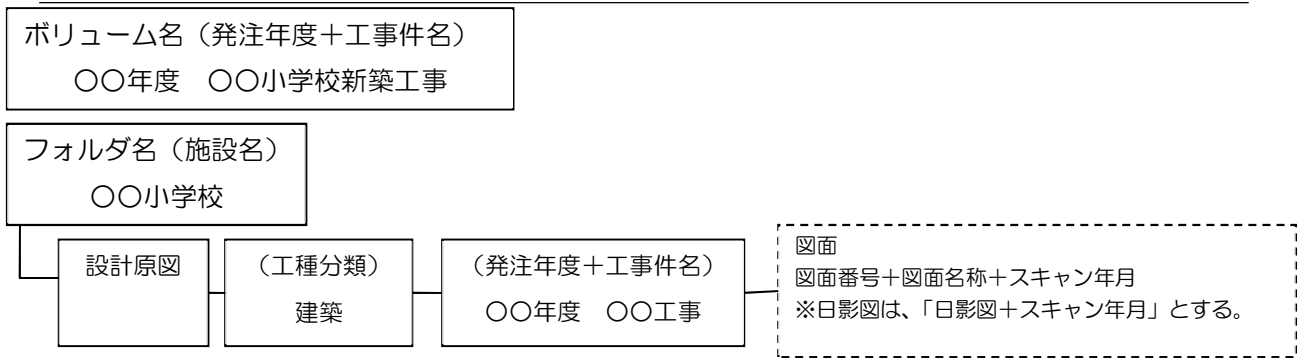 ボリューム名（発注年度＋工事件名）
〇〇年度　〇〇小学校新築工事
フォルダ名（施設名）
〇〇小学校
設計原図
（工種分類）
建築
（発注年度＋工事件名）
〇〇年度　〇〇工事
図面
図面番号＋図面名称＋スキャン年月
※日影図は、「日影図＋スキャン年月」とする。